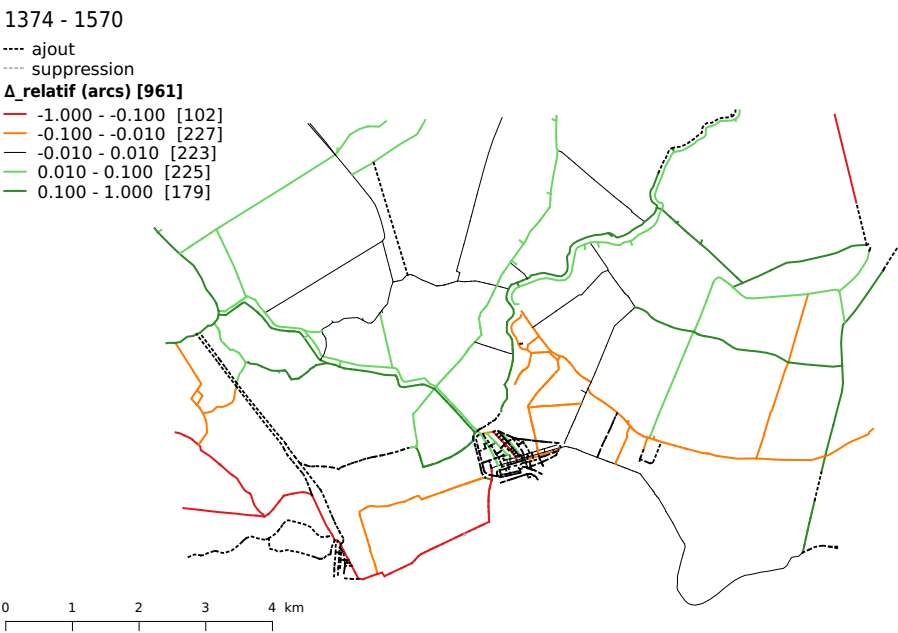 1374 - 1570
ajout
suppression
Δ_relatif (arcs) [961]
-1.000 - -0.100 [102]
-0.100 - -0.010 [227]
-0.010 - 0.010 [223]
0.010 - 0.100 [225]
0.100 - 1.000 [179]
0 1 2 3 4 km